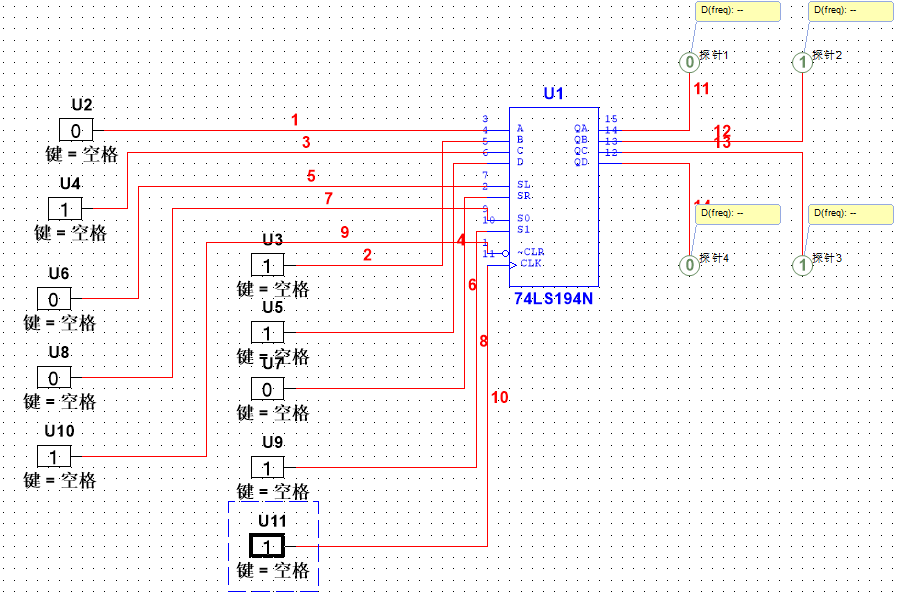 D(freq): --
D(freq): --
0
探针1
1
探针2
11
12
13
U1
3
4
5
6
7
2
9
10
1
11
A
B
C
D
SL
SR
S0
S1
~CLR
CLK
QA
QB
QC
QD
15
14
13
12
74LS194N
D(freq): --
D(freq): --
14
0
探针4
1
探针3
U2
0
键 = 空格
1
3
U4
1
键 = 空格
5
7
9
2
4
6
8
10
U3
1
键 = 空格
U6
0
键 = 空格
U5
1
键 = 空格
U8
0
键 = 空格
U7
0
键 = 空格
U10
1
键 = 空格
U9
1
键 = 空格
U11
1
键 = 空格